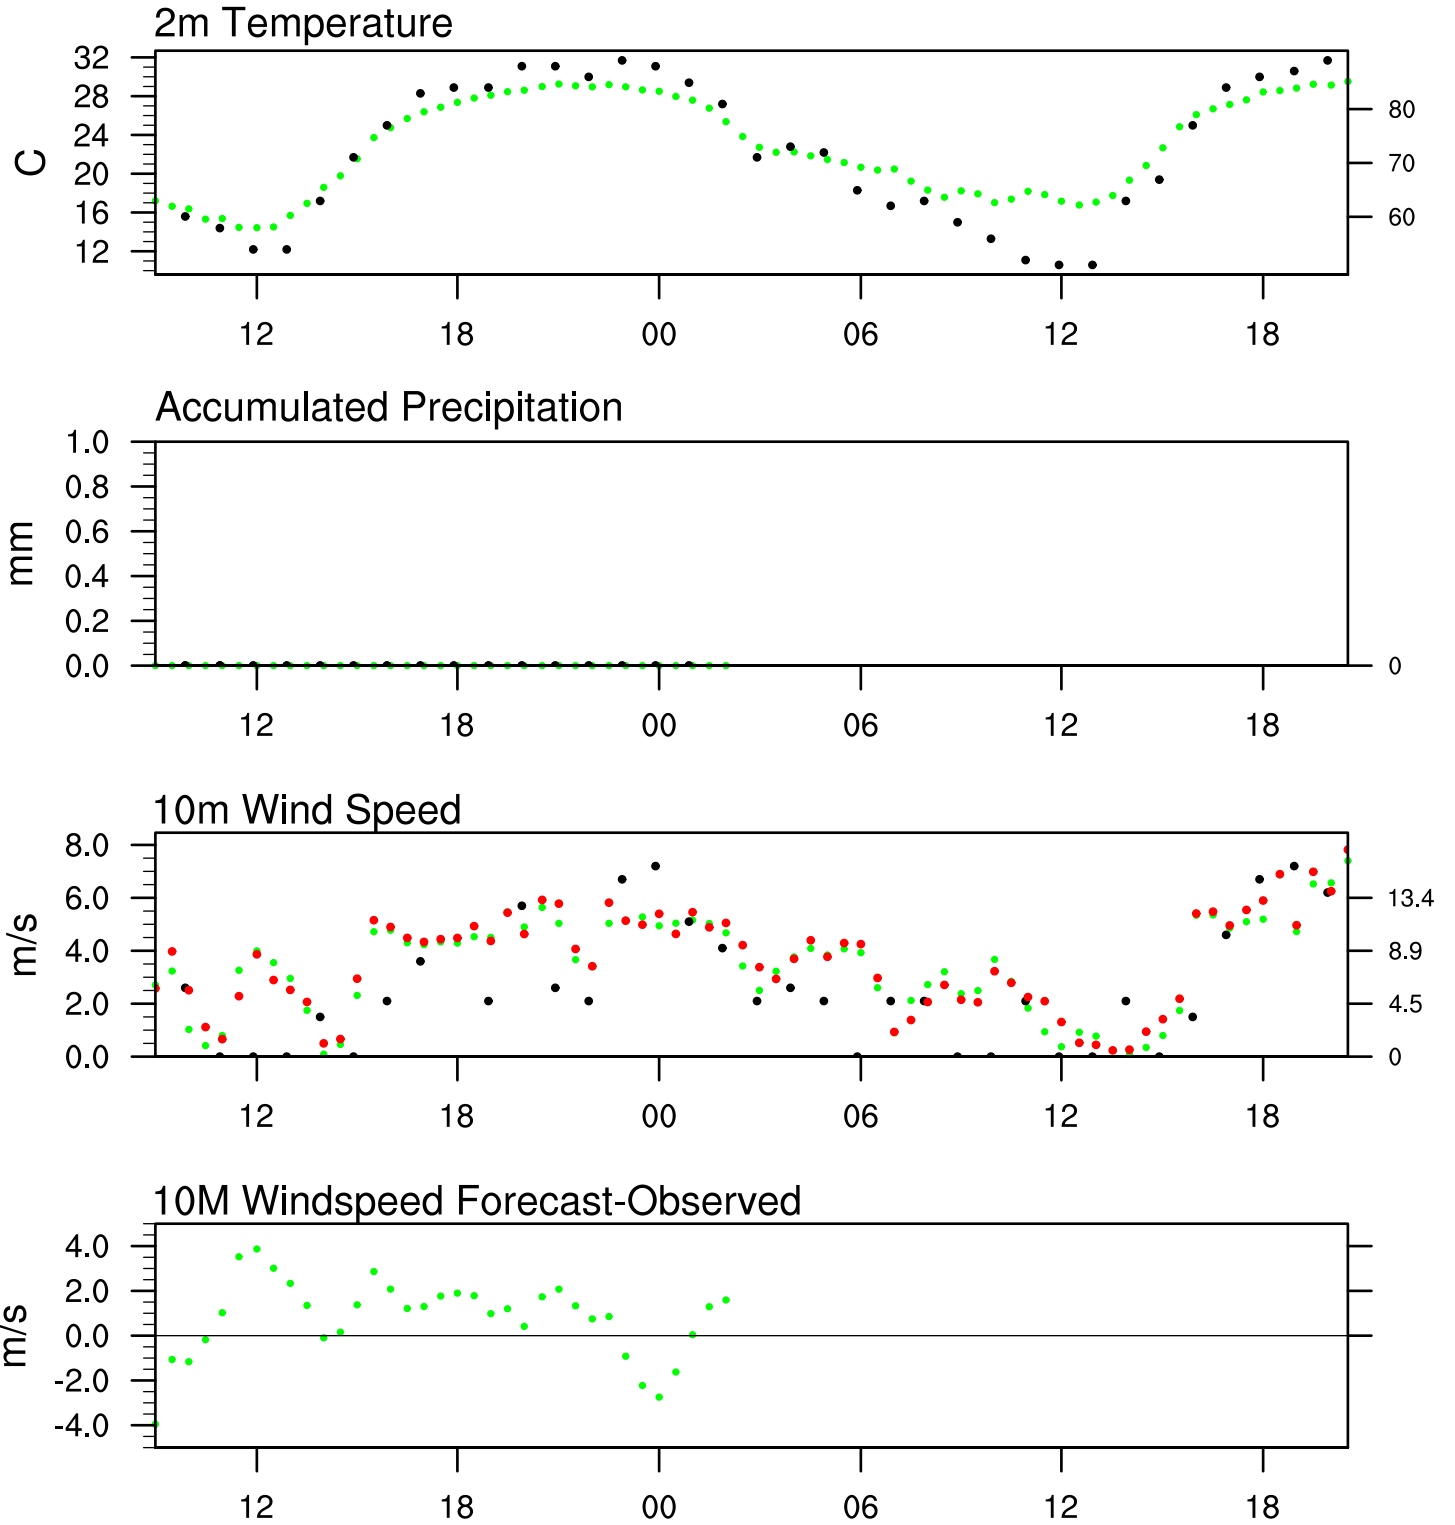 2m Temperature
32
28
24
20
16
12
C
80
70
60
12 18 00 06 12 18
Accumulated Precipitation
1.0
0.8
0.6
0.4
0.2
0.0
mm
0
12 18 00 06 12 18
10m Wind Speed
8.0
6.0
4.0
2.0
0.0
m/s
13.4
8.9
4.5
0
12 18 00 06 12 18
10M Windspeed Forecast-Observed
4.0
2.0
0.0
-2.0
-4.0
m/s
12 18 00 06 12 18